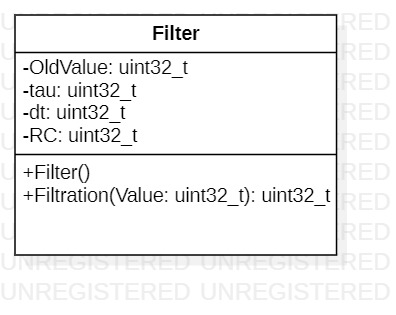 Filter
-OldValue: uint32_t
-tau: uint32_t
-dt: uint32_t
-RC: uint32_t
+Filter()
+Filtration(Value: uint32_t): uint32_t
UNREGISTERED UNREGISTERED
UNREGISTERED UNREGISTERED